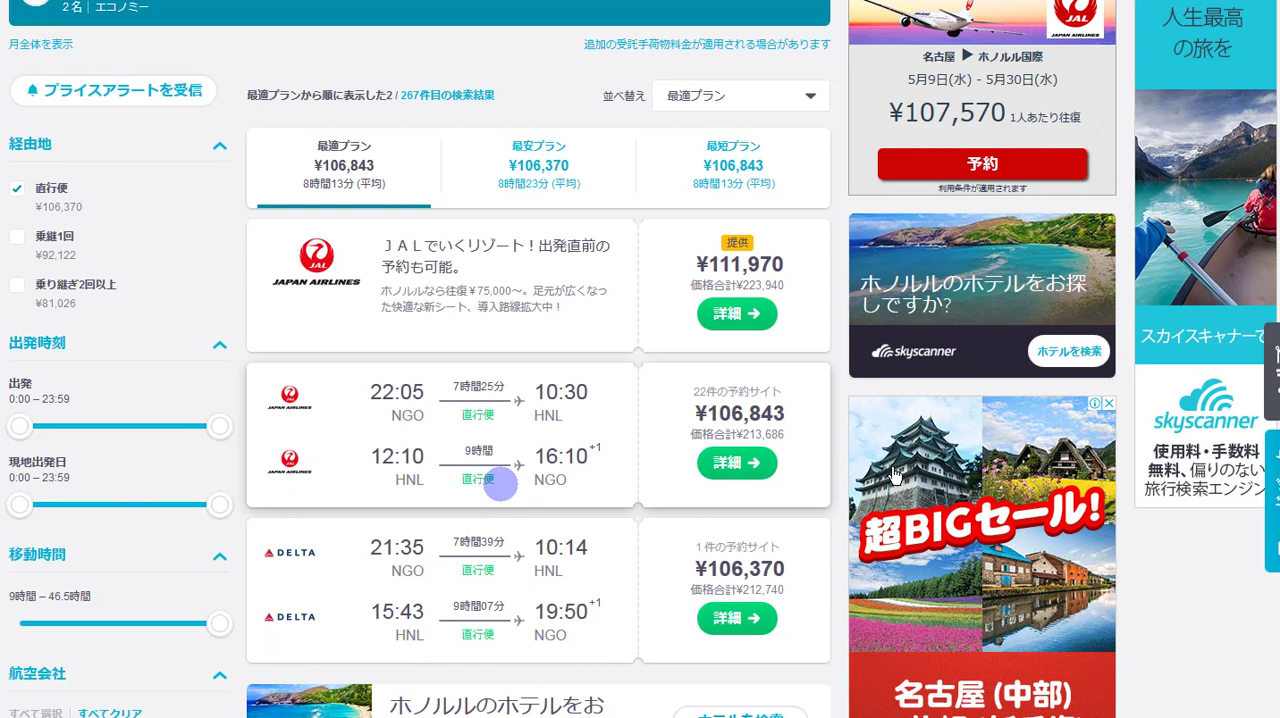 2名 | エコノミー
月全体を表示
追加の受託手荷物料金が適用される場合があります
プライスアラートを受信
最適プランから順に表示した2 / 267件目の検索結果
並べ替え
最適プラン
経由地
直行便
¥106,370
乗継1回
¥92,122
乗り継ぎ2回以上
¥81,026
出発時刻
出発
0:00 – 23:59
現地出発日
0:00 – 23:59
移動時間
9時間 – 46.5時間
航空会社
すべて選択 | すべてクリア
最適プラン
¥106,843
8時間13分 (平均)
最安プラン
¥106,370
8時間23分 (平均)
最短プラン
¥106,843
8時間13分 (平均)
JAL
JAPAN AIRLINES
ＪＡＬでいくリゾート！出発直前の
予約も可能。
ホノルルなら往復￥75,000～。足元が広くなっ
た快適な新シート、導入路線拡大中！
提供
¥111,970
価格合計¥223,940
詳細 →
JAPAN AIRLINES
22:05
NGO
7時間25分
直行便
10:30
HNL
JAPAN AIRLINES
12:10
HNL
9時間
直行便
16:10+1
NGO
22件の予約サイト
¥106,843
価格合計¥213,686
詳細 →
DELTA
21:35
NGO
7時間39分
直行便
10:14
HNL
DELTA
15:43
HNL
9時間07分
直行便
19:50+1
NGO
1 件の予約サイト
¥106,370
価格合計¥212,740
詳細 →
ホノルルのホテルをお
ホテルを検索
JAL
JAPAN AIRLINES
名古屋 ▶ ホノルル国際
5月9日(水) - 5月30日(水)
¥107,570 1人あたり往復
予約
利用条件が適用されます
ホノルルのホテルをお探
しですか?
skyscanner
ホテルを検索
超BIGセール!
名古屋 (中部)
人生最高
の旅を
スカイスキャナーで
skyscanner
使用料・手数料
無料、偏りのない
旅行検索エンジン